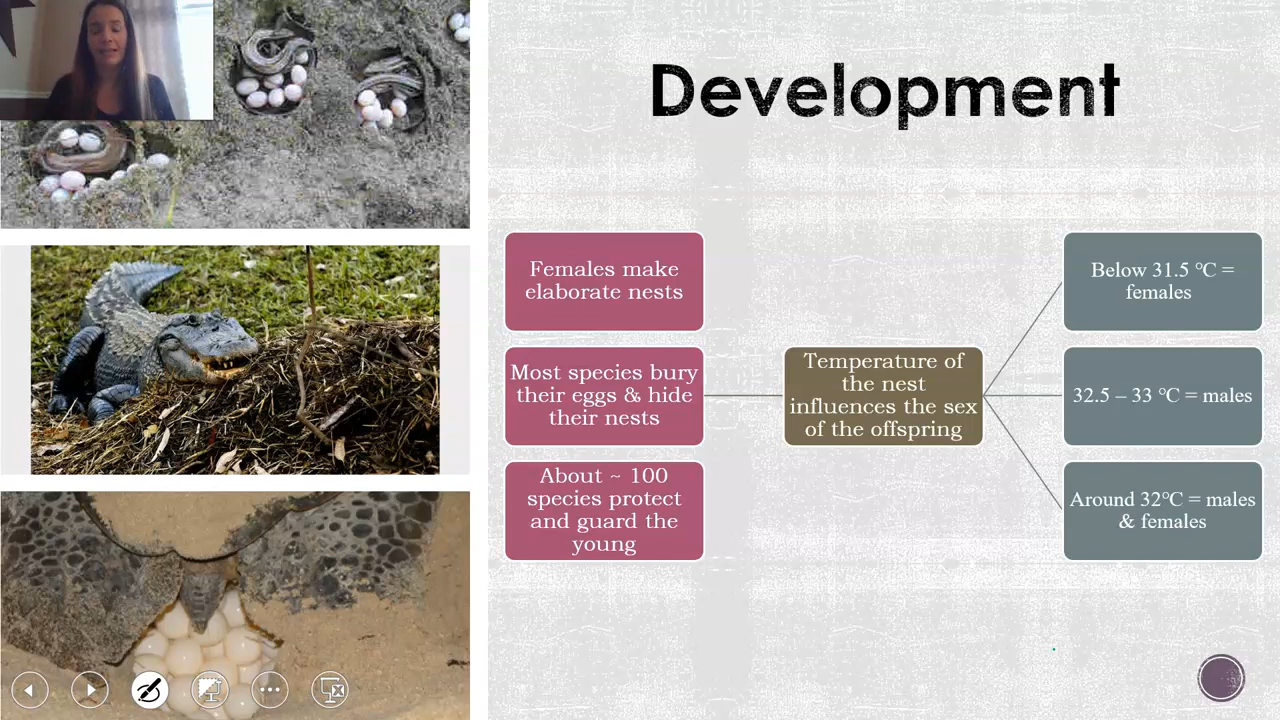 Development
Females make
elaborate nests
Most species bury
their eggs & hide
their nests
About ~ 100
species protect
and guard the
young
Temperature of
the nest
influences the sex
of the offspring
Below 31.5 °C =
females
32.5 – 33 °C = males
Around 32°C = males
& females